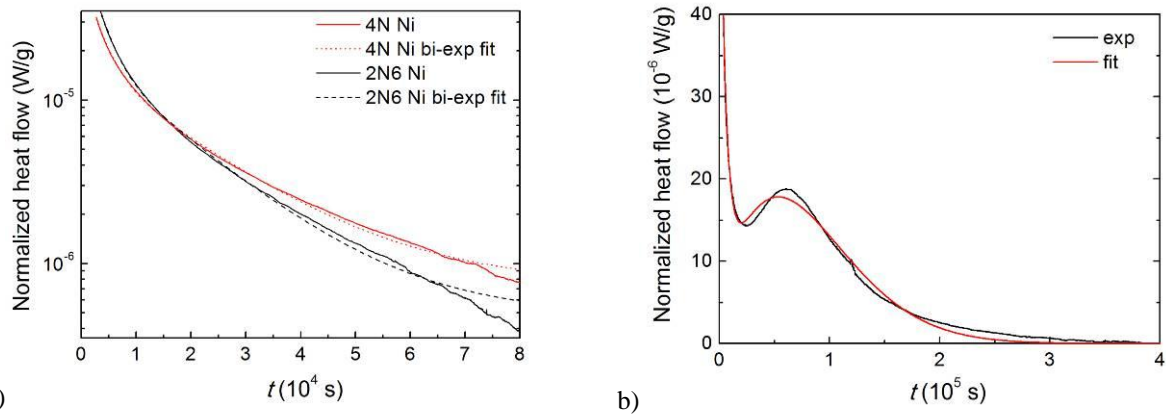 4N Ni
4N Ni bi-exp fit
2N6 Ni
2N6 Ni bi-exp fit
Normalized heat flow (W/g)
10⁻⁵
10⁻⁶
0 1 2 3 4 5 6 7 8
t (10⁴ s)
)
exp
fit
Normalized heat flow (10⁻⁶ W/g)
40
30
20
10
0
0 1 2 3 4
t (10⁵ s)
b)